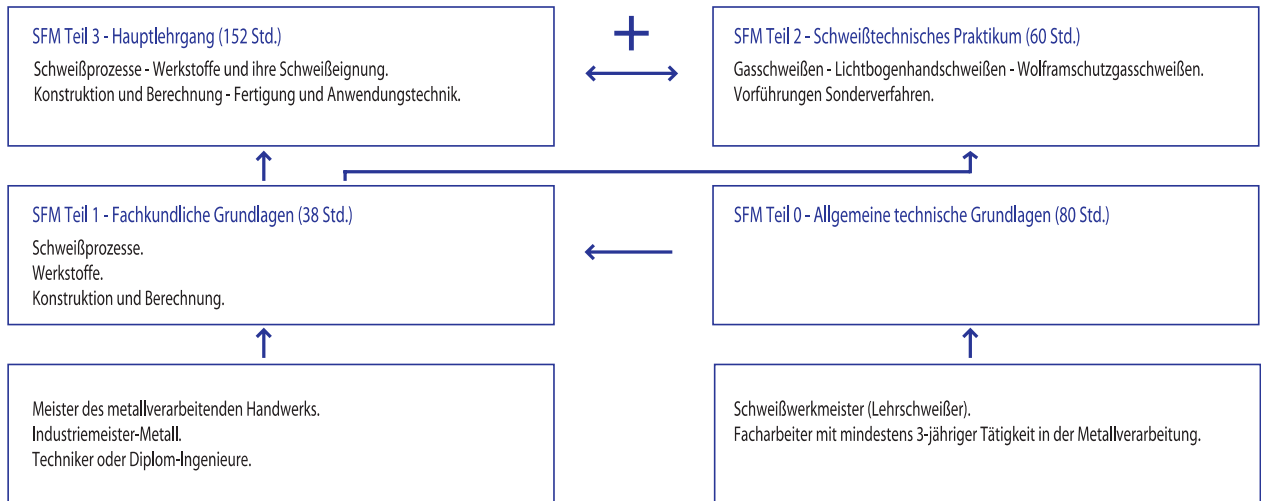 SFM Teil 3 - Hauptlehrgang (152 Std.)
Schweißprozesse - Werkstoffe und ihre Schweißeignung.
Konstruktion und Berechnung - Fertigung und Anwendungstechnik.
+
SFM Teil 2 - Schweißtechnisches Praktikum (60 Std.)
Gasschweißen - Lichtbogenhandschweißen - Wolframschutzgasschweißen.
Vorführungen Sonderverfahren.
SFM Teil 1 - Fachkundliche Grundlagen (38 Std.)
Schweißprozesse.
Werkstoffe.
Konstruktion und Berechnung.
SFM Teil 0 - Allgemeine technische Grundlagen (80 Std.)
Meister des metallverarbeitenden Handwerks.
Industriemeister-Metall.
Techniker oder Diplom-Ingenieure.
Schweißwerkmeister (Lehrschweißer).
Facharbeiter mit mindestens 3-jähriger Tätigkeit in der Metallverarbeitung.